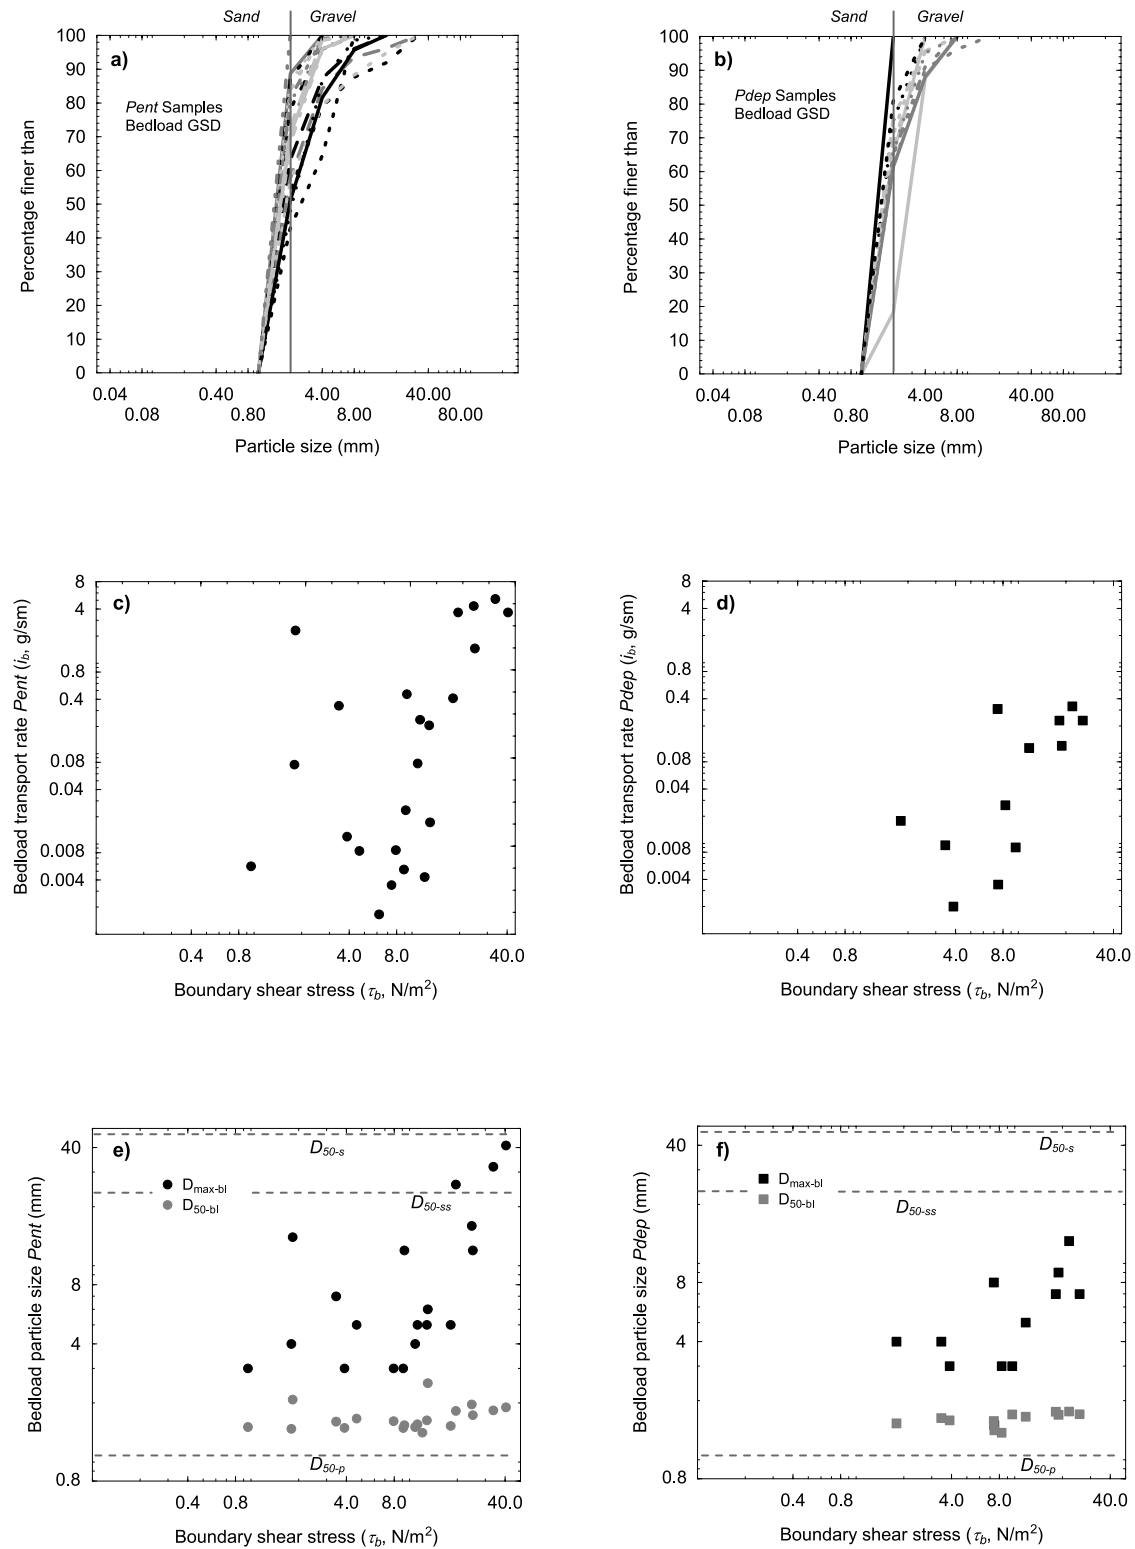 Sand Gravel
100
90
80
70
60
50
40
30
20
10
0
a)
Pent Samples
Bedload GSD
Percentage finer than
0.04 0.40 4.00 40.00
0.08 0.80 8.00 80.00
Particle size (mm)
Sand Gravel
100
90
80
70
60
50
40
30
20
10
0
b)
Pdep Samples
Bedload GSD
Percentage finer than
0.04 0.40 4.00 40.00
0.08 0.80 8.00 80.00
Particle size (mm)
c)
8
4
0.8
0.4
0.08
0.04
0.008
0.004
Bedload transport rate Pent (ib, g/sm)
0.4 0.8 4.0 8.0 40.0
Boundary shear stress (τb, N/m²)
d)
8
4
0.8
0.4
0.08
0.04
0.008
0.004
Bedload transport rate Pdep (ib, g/sm)
0.4 0.8 4.0 8.0 40.0
Boundary shear stress (τb, N/m²)
e)
40
8
4
0.8
Bedload particle size Pent (mm)
D50-s
Dmax-bl
D50-bl
D50-ss
D50-p
0.4 0.8 4.0 8.0 40.0
Boundary shear stress (τb, N/m²)
f)
40
8
4
0.8
Bedload particle size Pdep (mm)
D50-s
Dmax-bl
D50-bl
D50-ss
D50-p
0.4 0.8 4.0 8.0 40.0
Boundary shear stress (τb, N/m²)